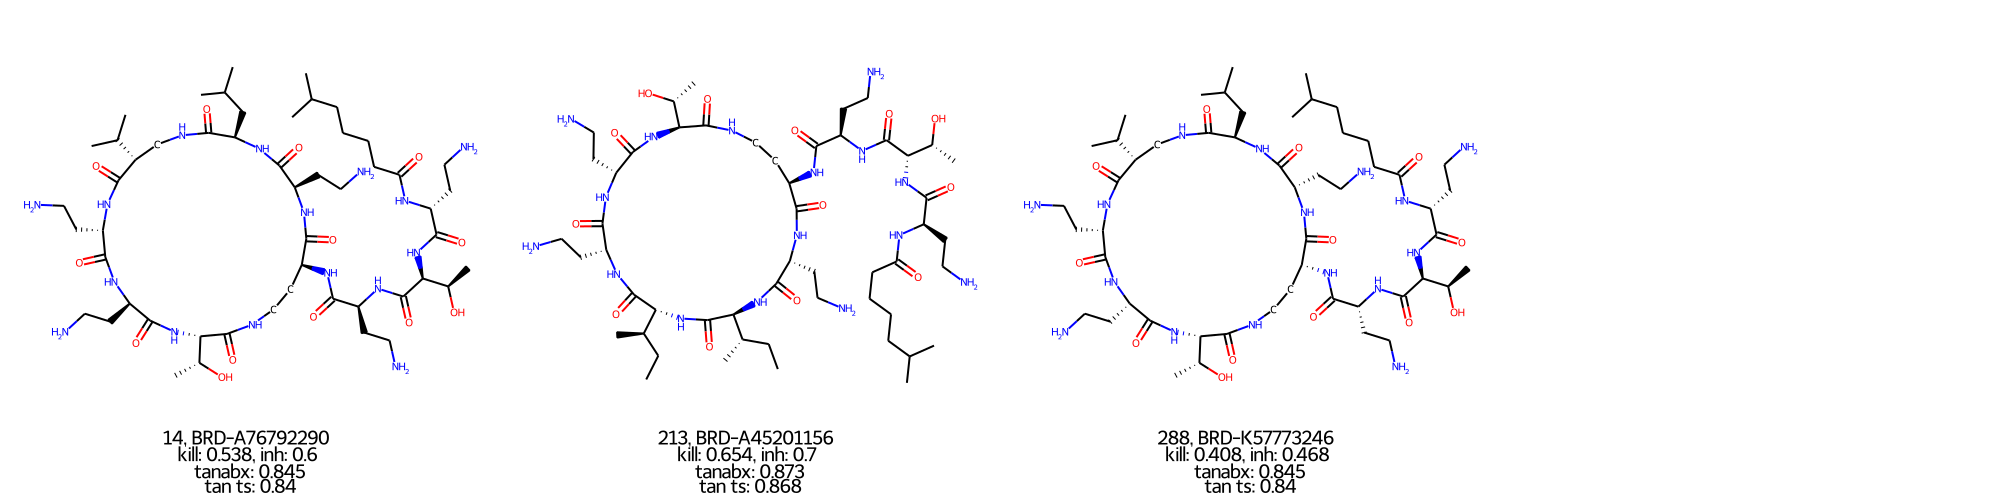 14, BRD-A76792290
kill: 0.538, inh: 0.6
tanabx: 0.845
tan ts: 0.84
213, BRD-A45201156
kill: 0.654, inh: 0.7
tanabx: 0.873
tan ts: 0.868
288, BRD-K57773246
kill: 0.408, inh: 0.468
tanabx: 0.845
tan ts: 0.84